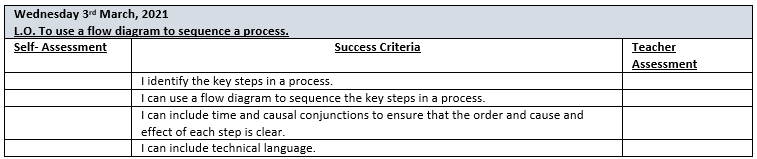 Wednesday 3rd March, 2021
L.O. To use a flow diagram to sequence a process.
Self- Assessment Success Criteria Teacher
Assessment
I identify the key steps in a process.
I can use a flow diagram to sequence the key steps in a process.
I can include time and causal conjunctions to ensure that the order and cause and
effect of each step is clear.
I can include technical language.